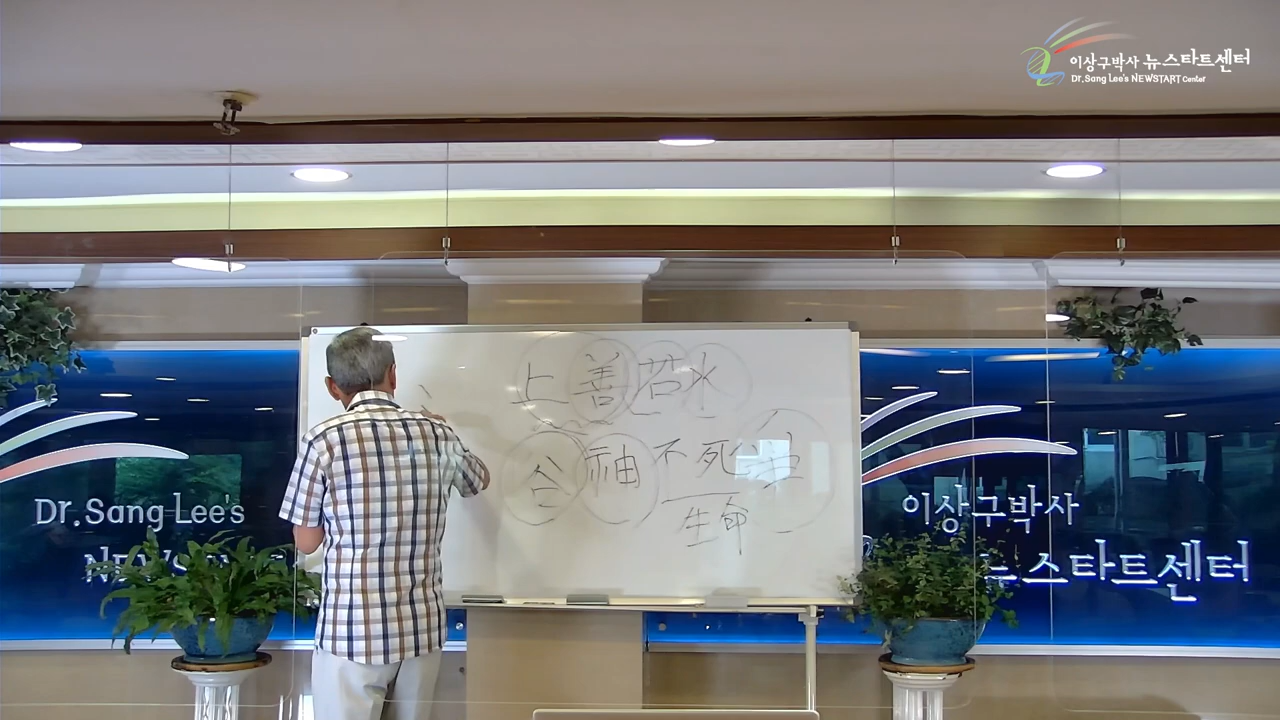 이상구박사 뉴스타트센터
Dr. Sang Lee's NEWSTART Center
上善若水
谷神不死
生命
Dr. Sang Lee's
이상구박사
뉴스타트센터